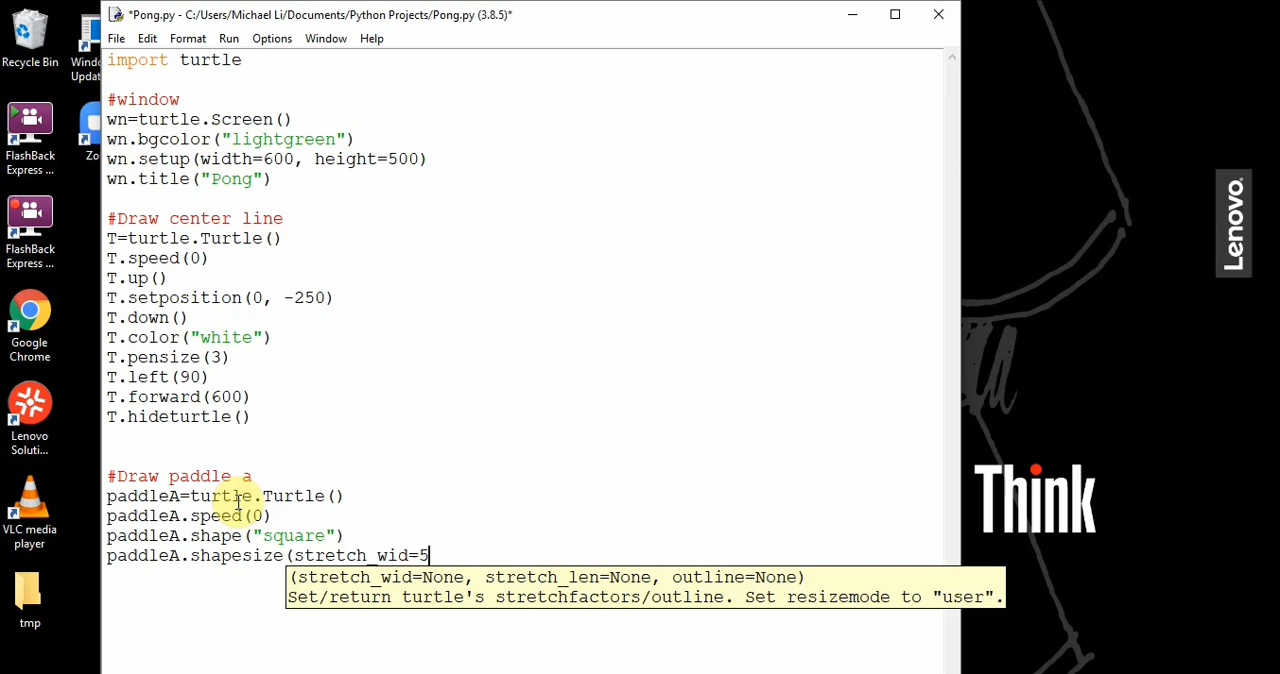 *Pong.py - C:/Users/Michael Li/Documents/Python Projects/Pong.py (3.8.5)*
File Edit Format Run Options Window Help
import turtle
#window
wn=turtle.Screen()
wn.bgcolor("lightgreen")
wn.setup(width=600, height=500)
wn.title("Pong")
#Draw center line
T=turtle.Turtle()
T.speed(0)
T.up()
T.setposition(0, -250)
T.down()
T.color("white")
T.pensize(3)
T.left(90)
T.forward(600)
T.hideturtle()
#Draw paddle a
paddleA=turtle.Turtle()
paddleA.speed(0)
paddleA.shape("square")
paddleA.shapesize(stretch_wid=5
(stretch_wid=None, stretch_len=None, outline=None)
Set/return turtle's stretchfactors/outline. Set resizemode to "user".
Recycle Bin
Windo
Updat
FlashBack
Express ...
Zo
FlashBack
Express ...
Google
Chrome
Lenovo
Soluti...
VLC media
player
tmp
Lenovo
Think